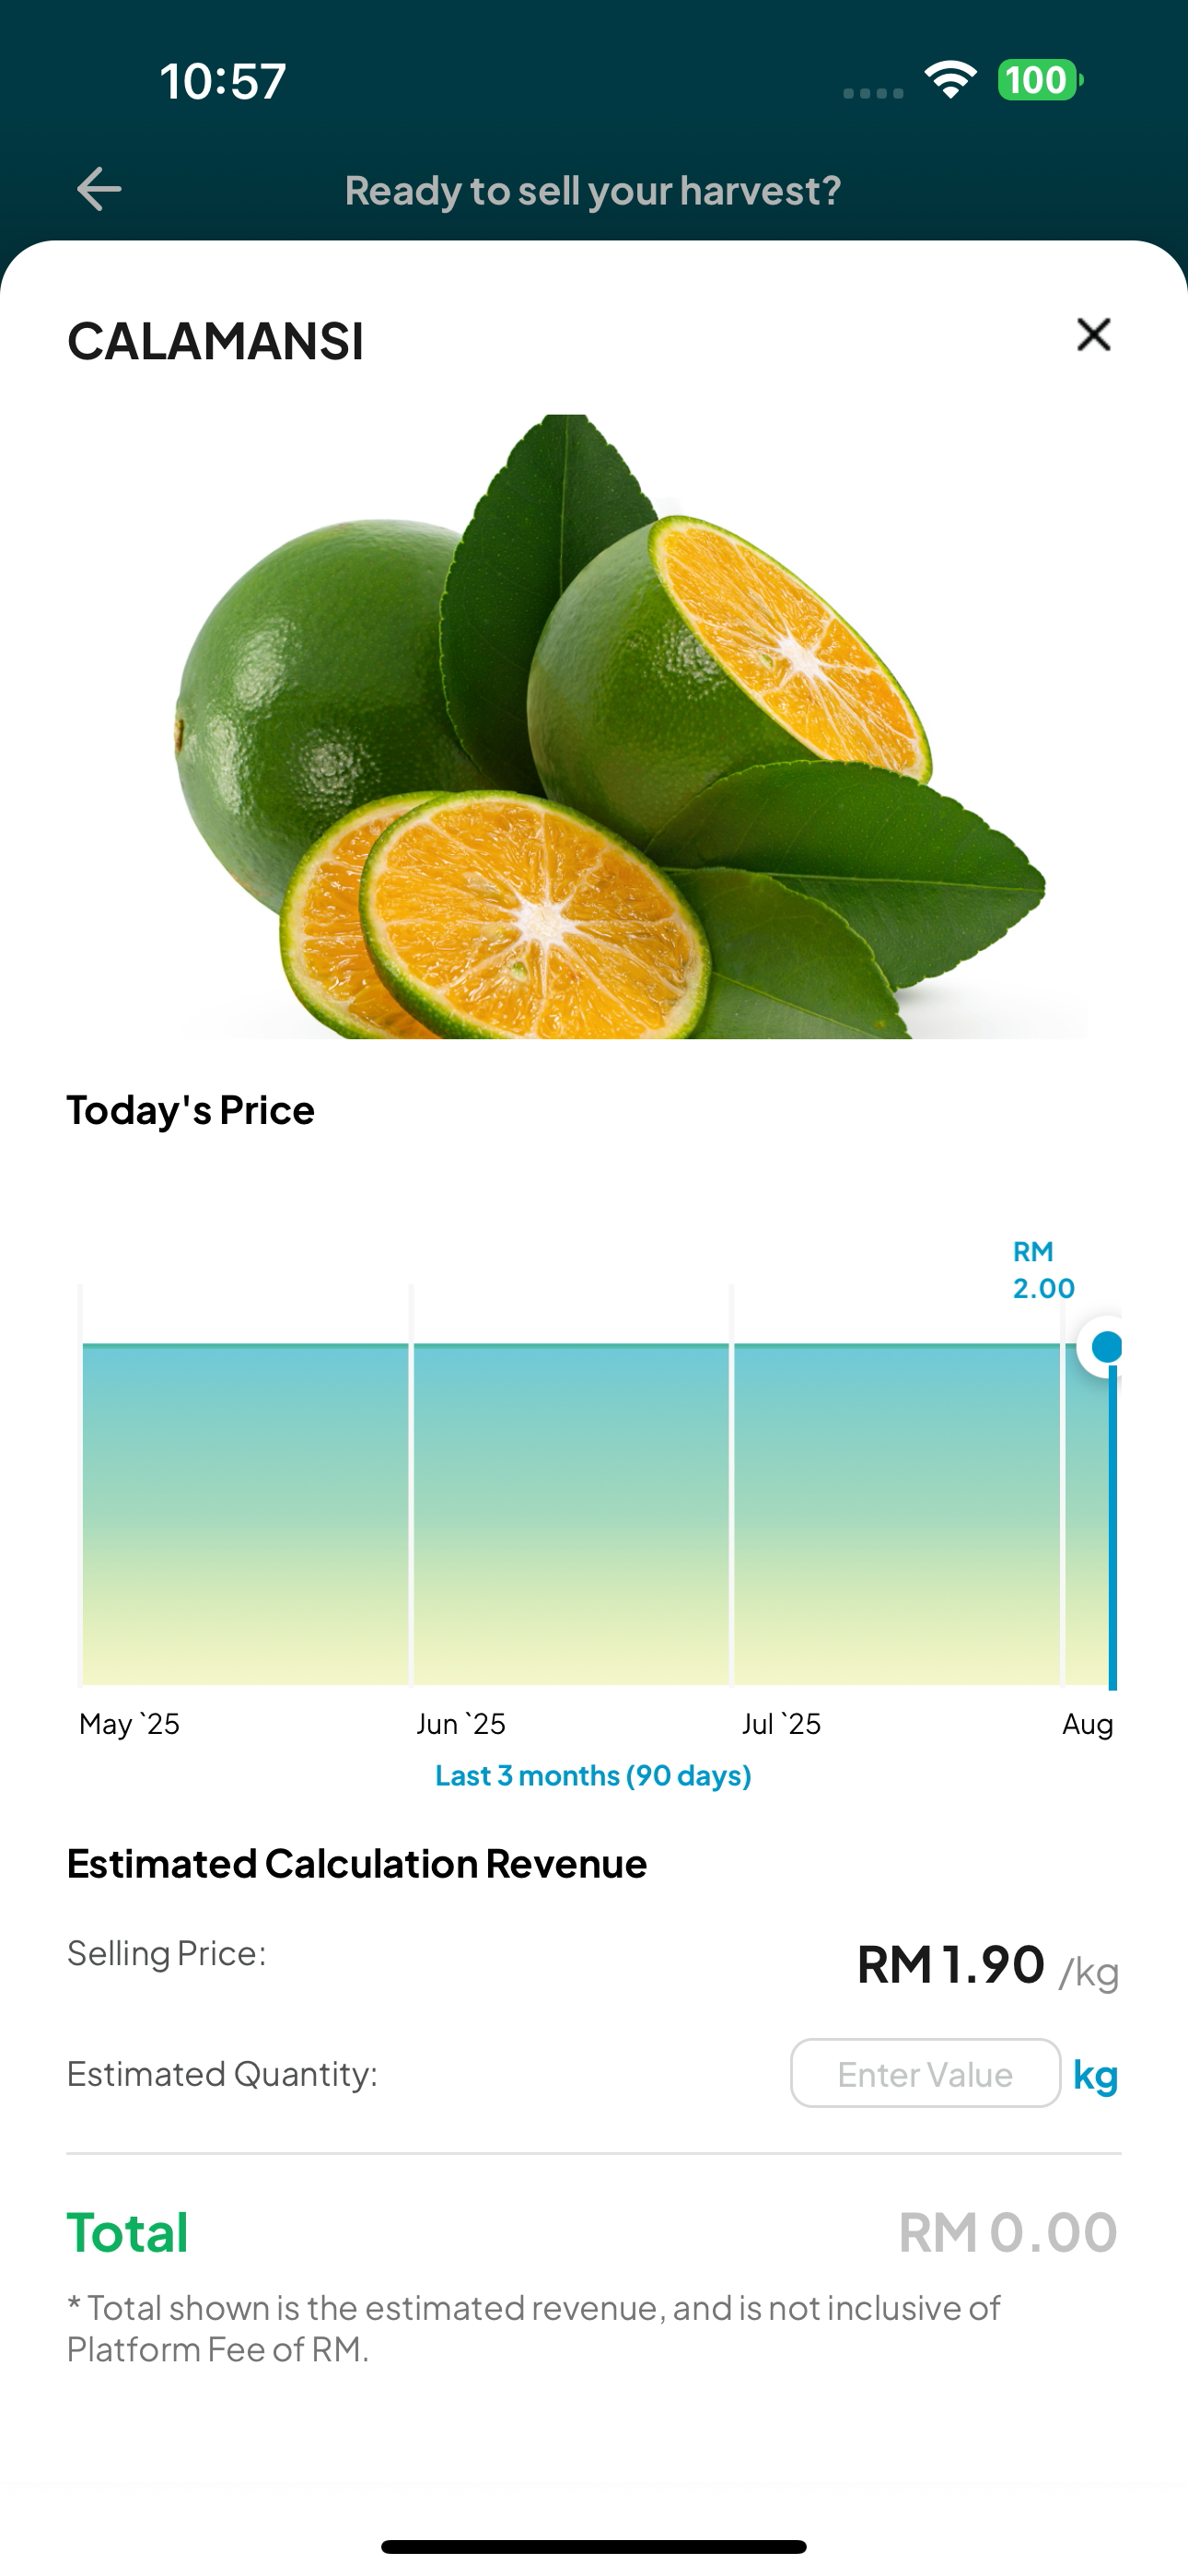 10:57
100
Ready to sell your harvest?
CALAMANSI
Today's Price
RM
2.00
May `25
Jun `25
Jul `25
Aug
Last 3 months (90 days)
Estimated Calculation Revenue
Selling Price:
RM 1.90 /kg
Estimated Quantity:
Enter Value kg
Total
RM 0.00
* Total shown is the estimated revenue, and is not inclusive of
Platform Fee of RM.